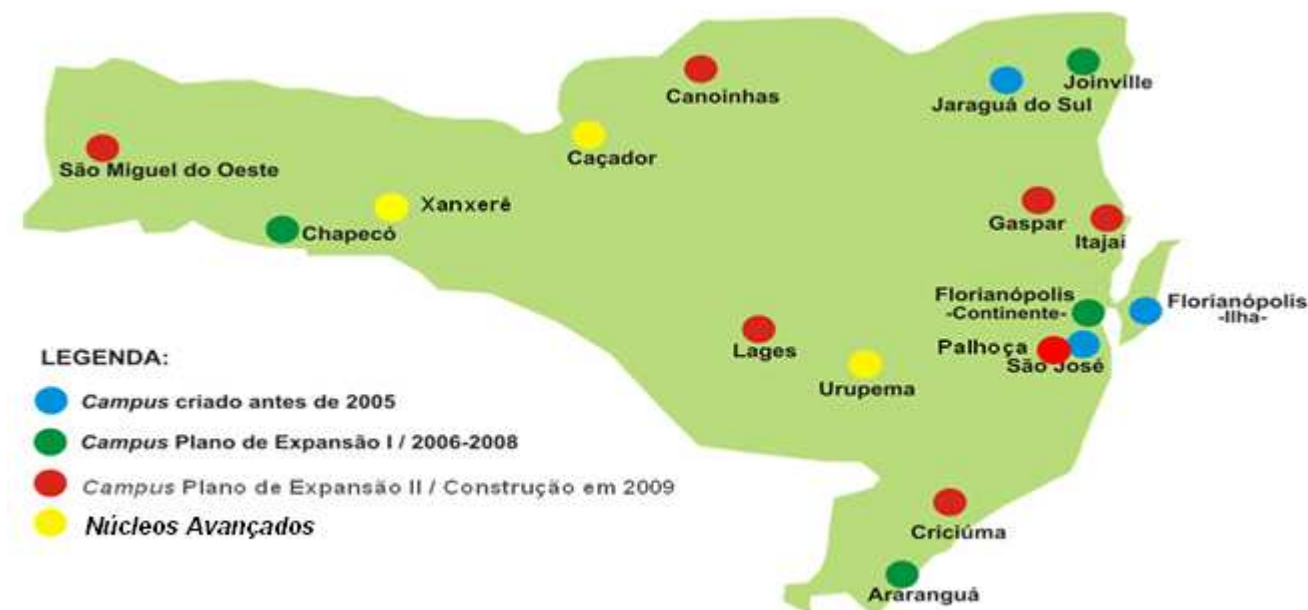 Canoinhas
Joinville
Jaraguá do Sul
Caçador
São Miguel do Oeste
Xanxerê
Chapecó
Gaspar
Itajaí
Florianópolis
-Continente-
Florianópolis
-Ilha-
Palhoça
São José
Lages
Urupema
Criciúma
Araranguá
LEGENDA:
Campus criado antes de 2005
Campus Plano de Expansão I / 2006-2008
Campus Plano de Expansão II / Construção em 2009
Núcleos Avançados